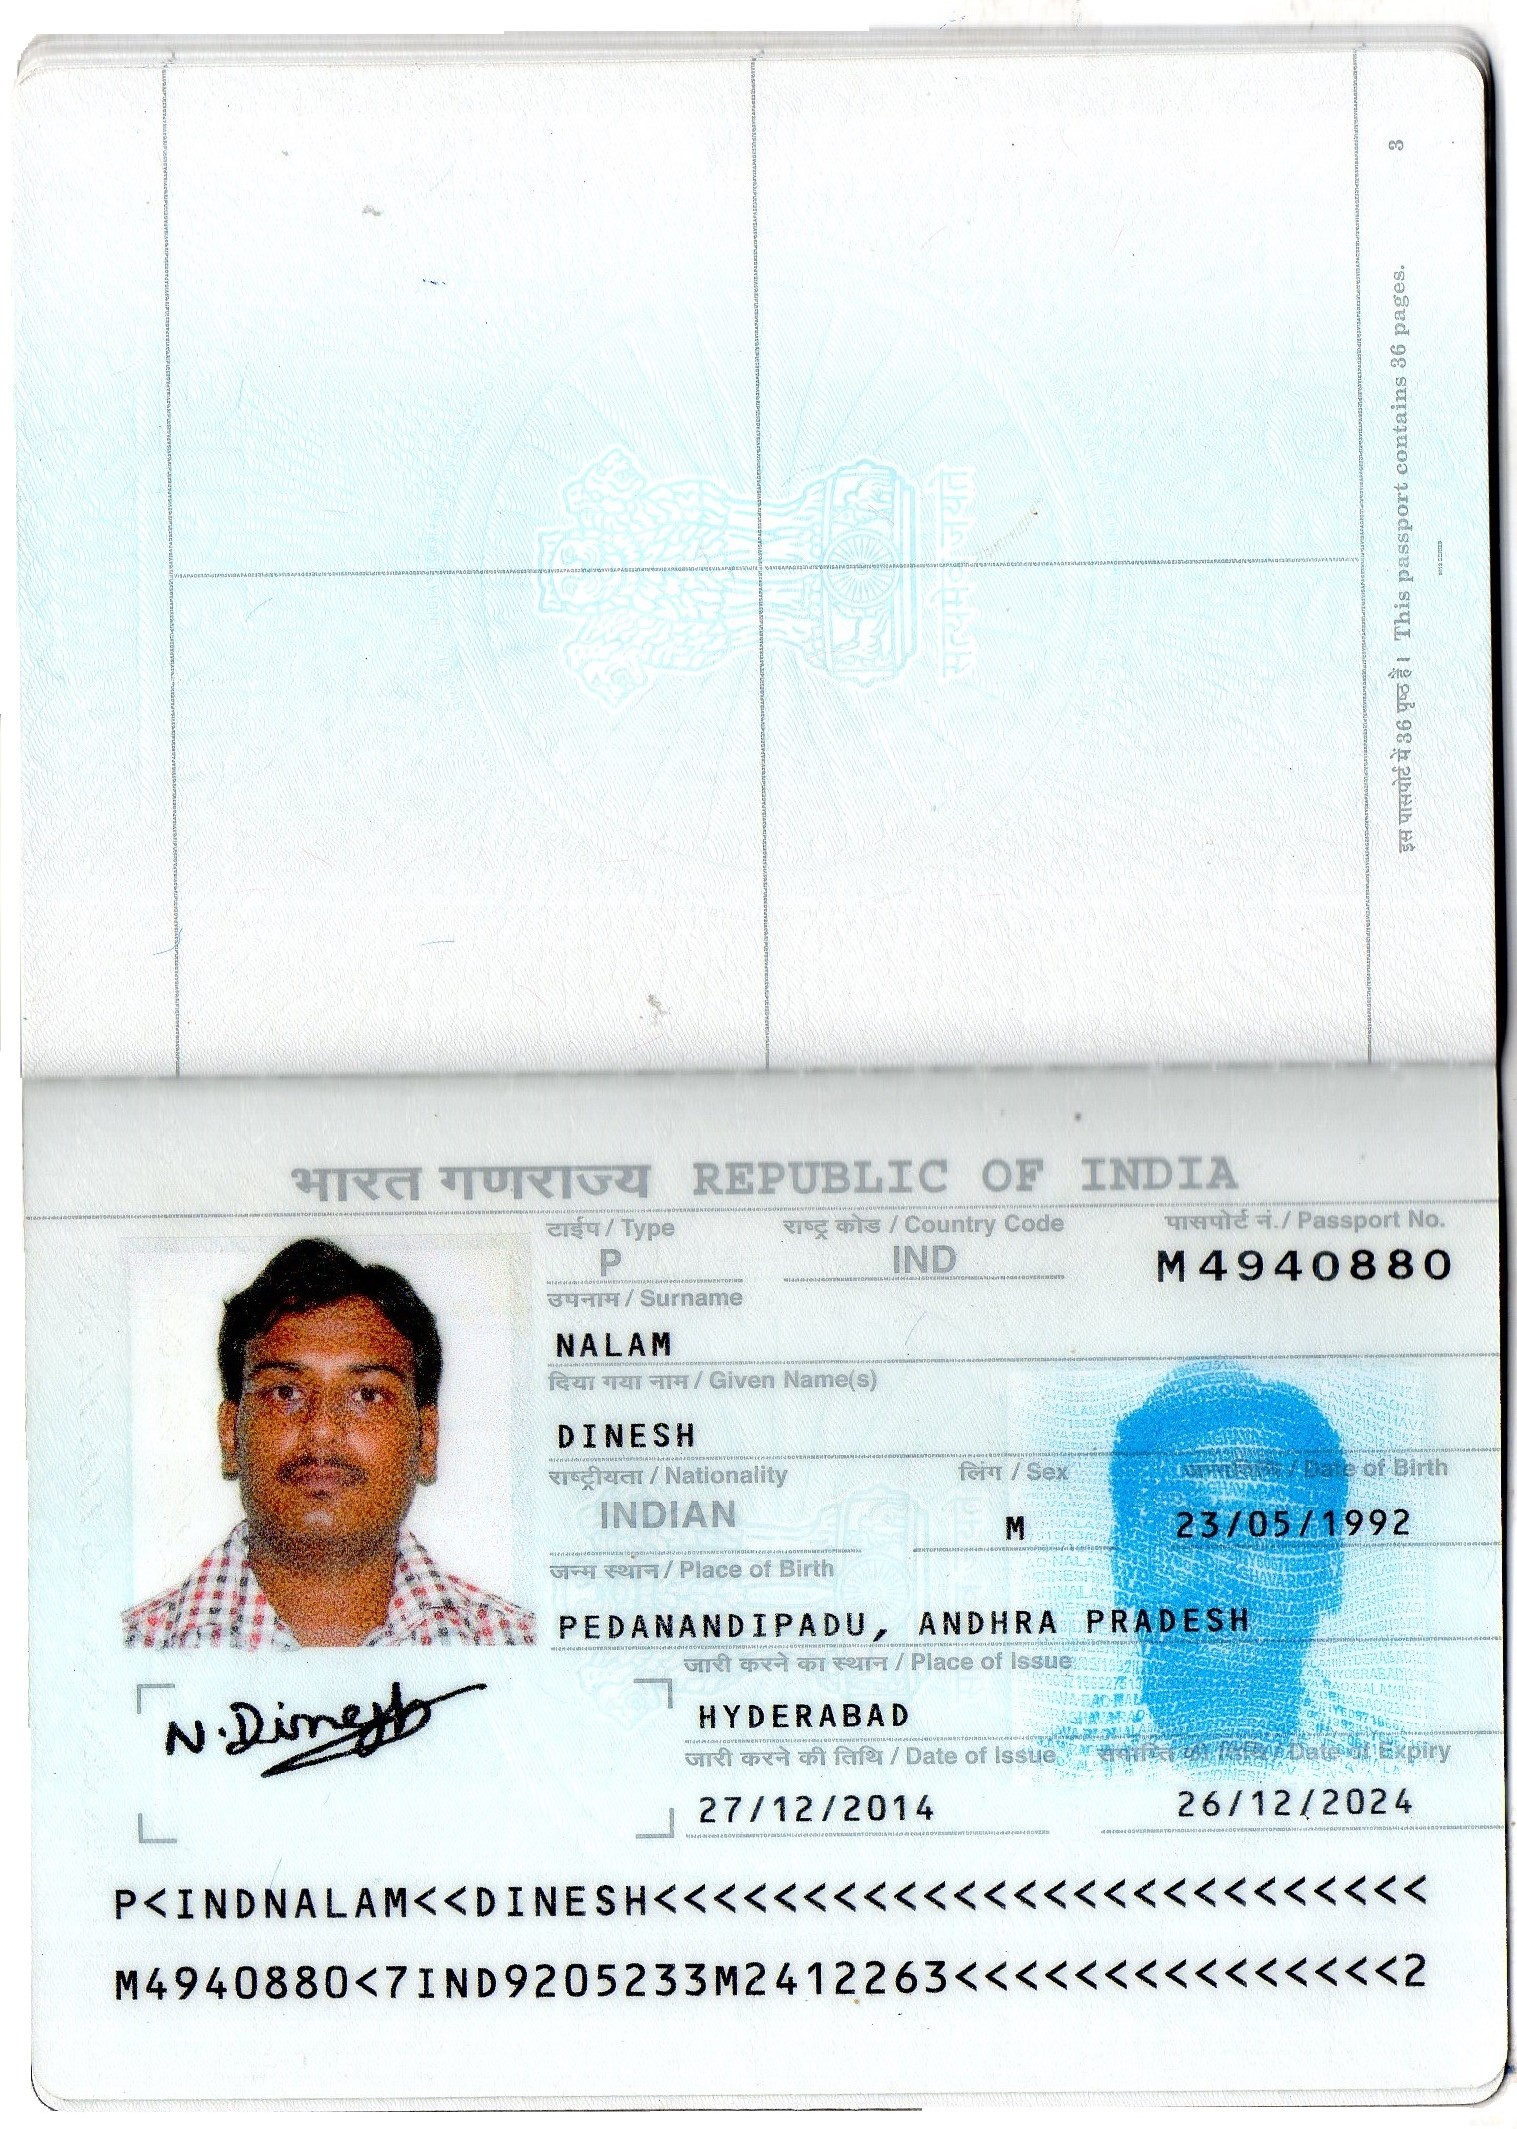 3
इस पासपोर्ट में 36 पृष्ठ हैं। This passport contains 36 pages.
भारत गणराज्य REPUBLIC OF INDIA
टाईप / Type राष्ट्र कोड / Country Code पासपोर्ट नं. / Passport No.
P IND M4940880
उपनाम / Surname
NALAM
दिया गया नाम / Given Name(s)
DINESH
राष्ट्रीयता / Nationality लिंग / Sex जन्मतिथि / Date of Birth
INDIAN M 23/05/1992
जन्म स्थान / Place of Birth
PEDANANDIPADU, ANDHRA PRADESH
जारी करने का स्थान / Place of Issue
HYDERABAD
N.Dinesh
जारी करने की तिथि / Date of Issue समाप्ति की तिथि / Date of Expiry
27/12/2014 26/12/2024
P<INDNALAM<<DINESH<<<<<<<<<<<<<<<<<<<<<<<<<<
M4940880<7IND9205233M2412263<<<<<<<<<<<<<<<2